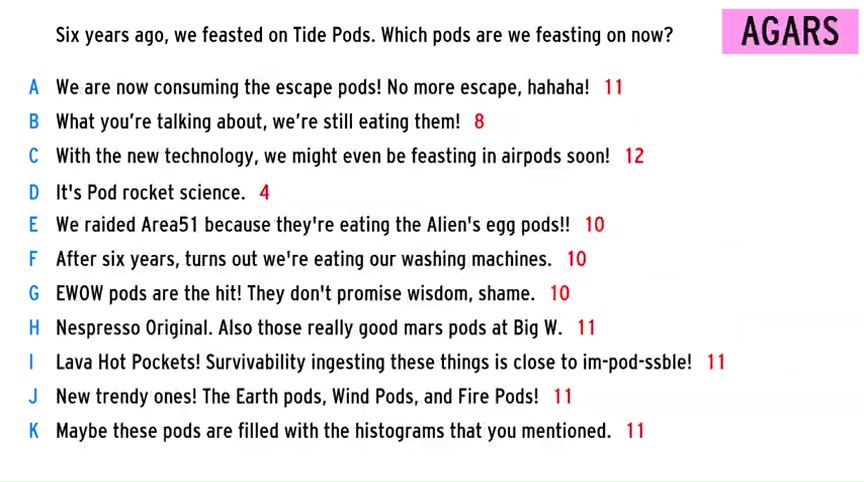 Six years ago, we feasted on Tide Pods. Which pods are we feasting on now?
AGARS
A We are now consuming the escape pods! No more escape, hahaha! 11
B What you're talking about, we're still eating them! 8
C With the new technology, we might even be feasting in airpods soon! 12
D It's Pod rocket science. 4
E We raided Area51 because they're eating the Alien's egg pods!! 10
F After six years, turns out we're eating our washing machines. 10
G EWOW pods are the hit! They don't promise wisdom, shame. 10
H Nespresso Original. Also those really good mars pods at Big W. 11
I Lava Hot Pockets! Survivability ingesting these things is close to im-pod-ssble! 11
J New trendy ones! The Earth pods, Wind Pods, and Fire Pods! 11
K Maybe these pods are filled with the histograms that you mentioned. 11